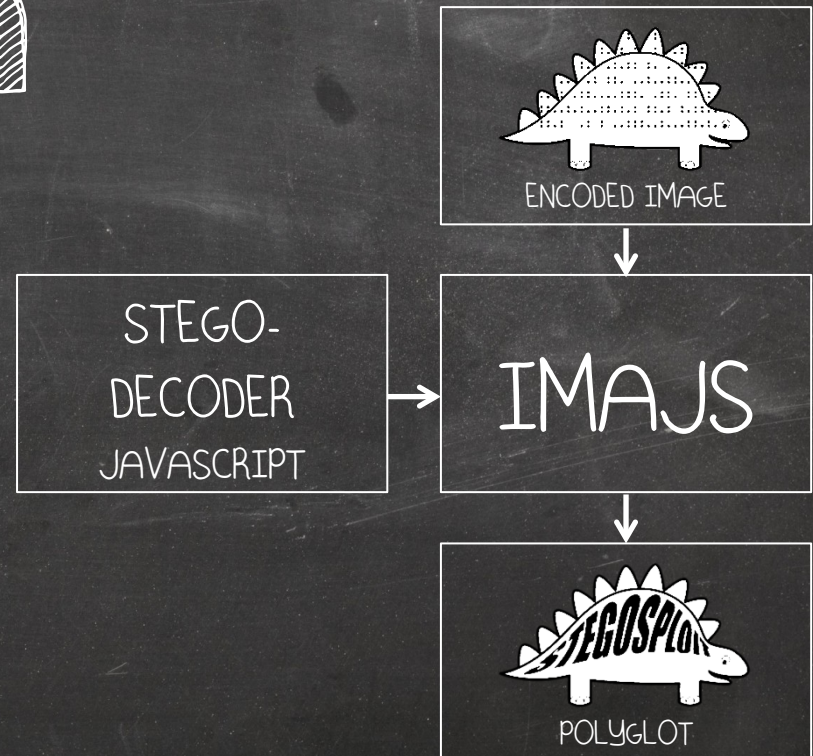 ENCODED IMAGE
STEGO-
DECODER
JAVASCRIPT
IMAJS
STEGOSPLOIT
POLYGLOT